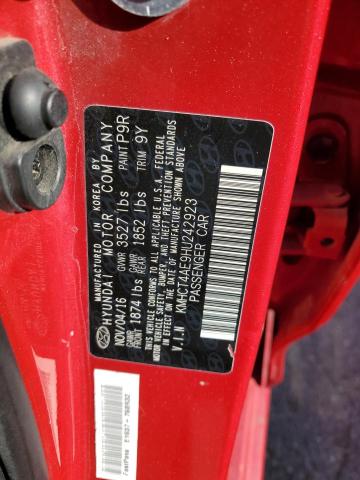 MANUFACTURED IN KOREA BY
HYUNDAI MOTOR COMPANY
NOV/04/16 GVWR 3527 lbs PAINT P9R
GAWR FRONT 1874 lbs GAWR REAR 1852 lbs TRIM 9Y
THIS VEHICLE CONFORMS TO ALL APPLICABLE U.S. FEDERAL
MOTOR VEHICLE SAFETY, BUMPER, AND THEFT PREVENTION STANDARDS
IN EFFECT ON THE DATE OF MANUFACTURE SHOWN ABOVE
V.I.N KMHCT4AE9HU242923
PASSENGER CAR